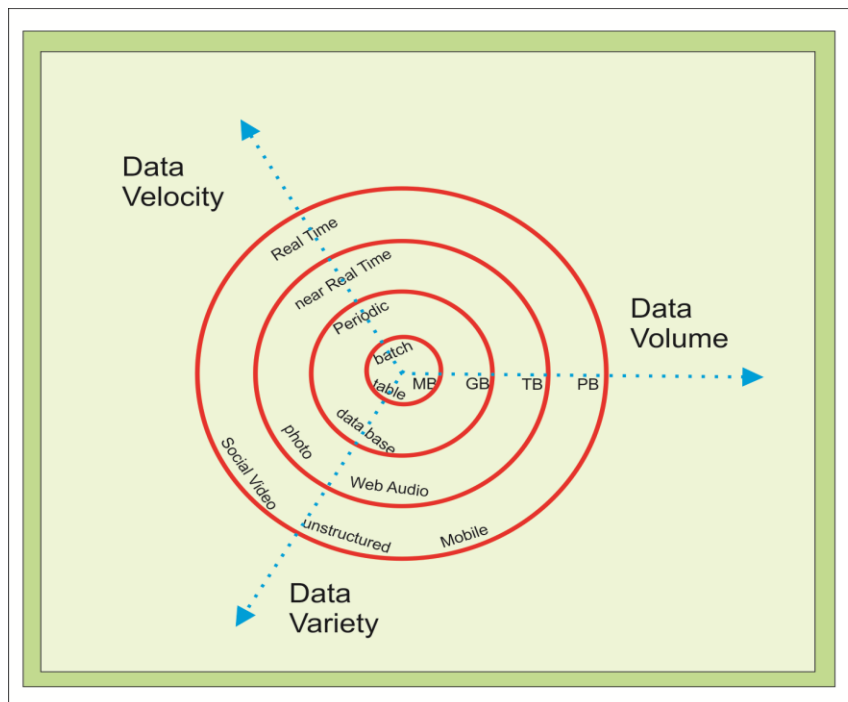 Data
Velocity
Real Time
near Real Time
Periodic
batch
Data
Volume
MB
GB
TB
PB
table
data base
photo
Web Audio
Social Video
unstructured
Mobile
Data
Variety